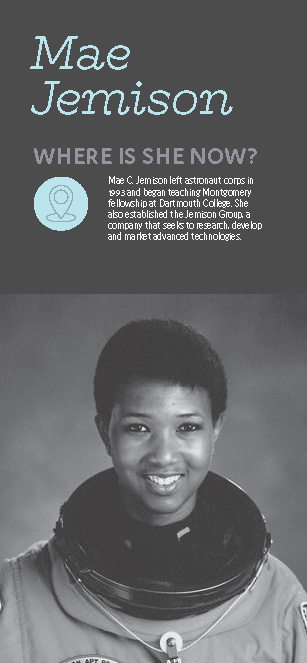 Mae
Jemison
WHERE IS SHE NOW?
Mae C. Jemison left astronaut corps in
1993 and began teaching Montgomery
fellowship at Dartmouth College. She
also established the Jemison Group, a
company that seeks to research, develop
and market advanced technologies.